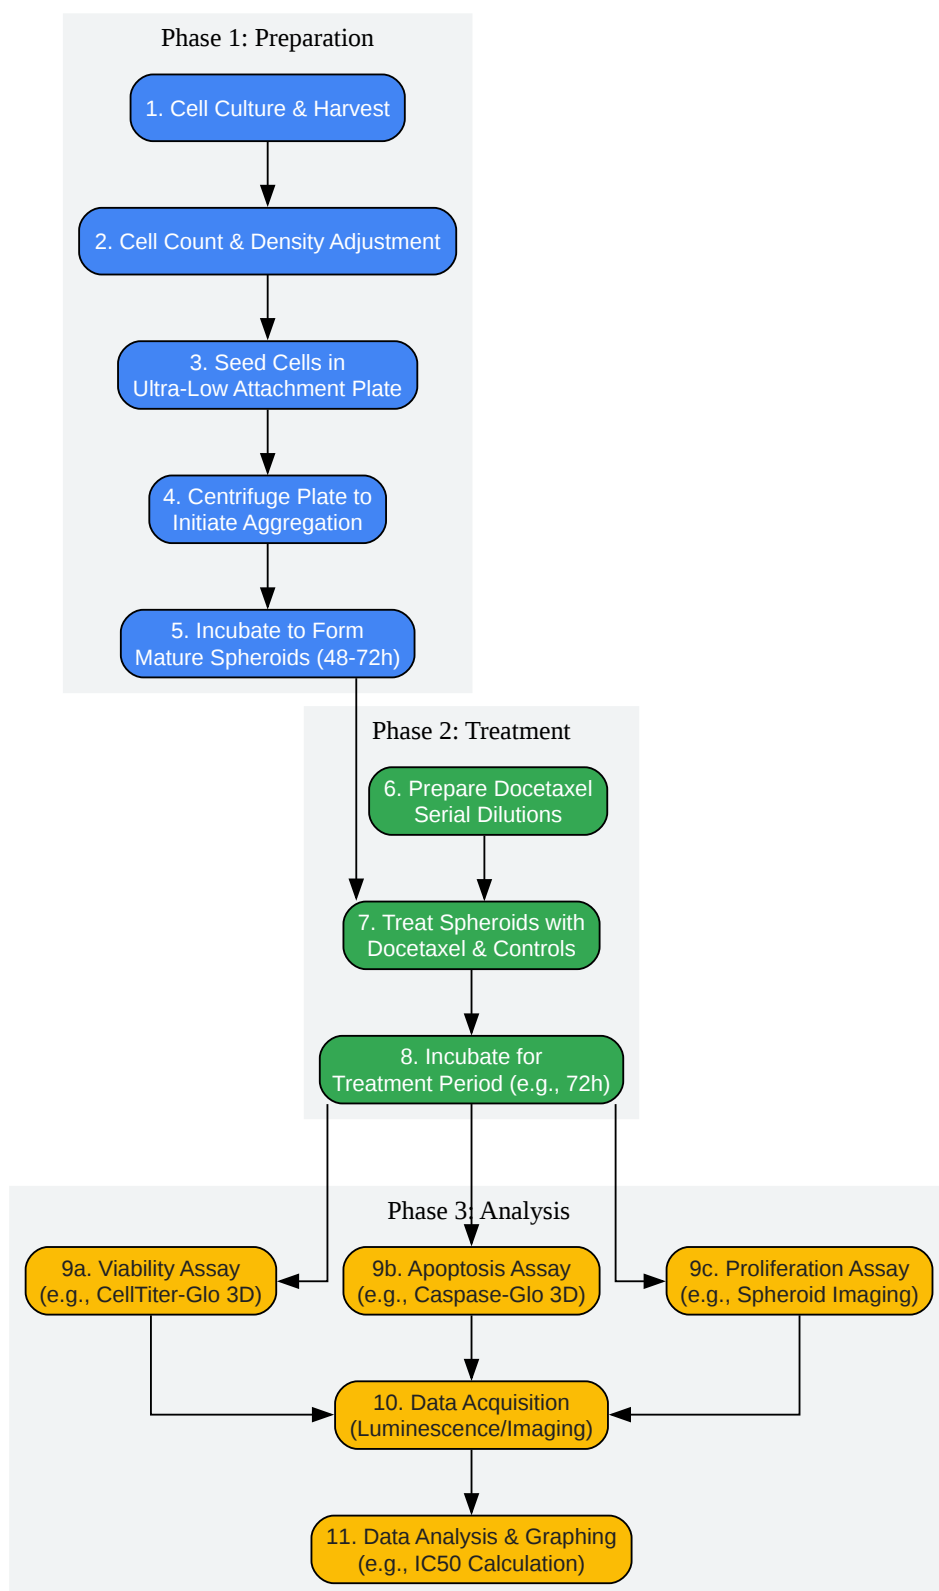 Phase 1: Preparation
1. Cell Culture & Harvest
2. Cell Count & Density Adjustment
3. Seed Cells in
Ultra-Low Attachment Plate
4. Centrifuge Plate to
Initiate Aggregation
5. Incubate to Form
Mature Spheroids (48-72h)
Phase 2: Treatment
6. Prepare Docetaxel
Serial Dilutions
7. Treat Spheroids with
Docetaxel & Controls
8. Incubate for
Treatment Period (e.g., 72h)
Phase 3: Analysis
9a. Viability Assay
(e.g., CellTiter-Glo 3D)
9b. Apoptosis Assay
(e.g., Caspase-Glo 3D)
9c. Proliferation Assay
(e.g., Spheroid Imaging)
10. Data Acquisition
(Luminescence/Imaging)
11. Data Analysis & Graphing
(e.g., IC50 Calculation)